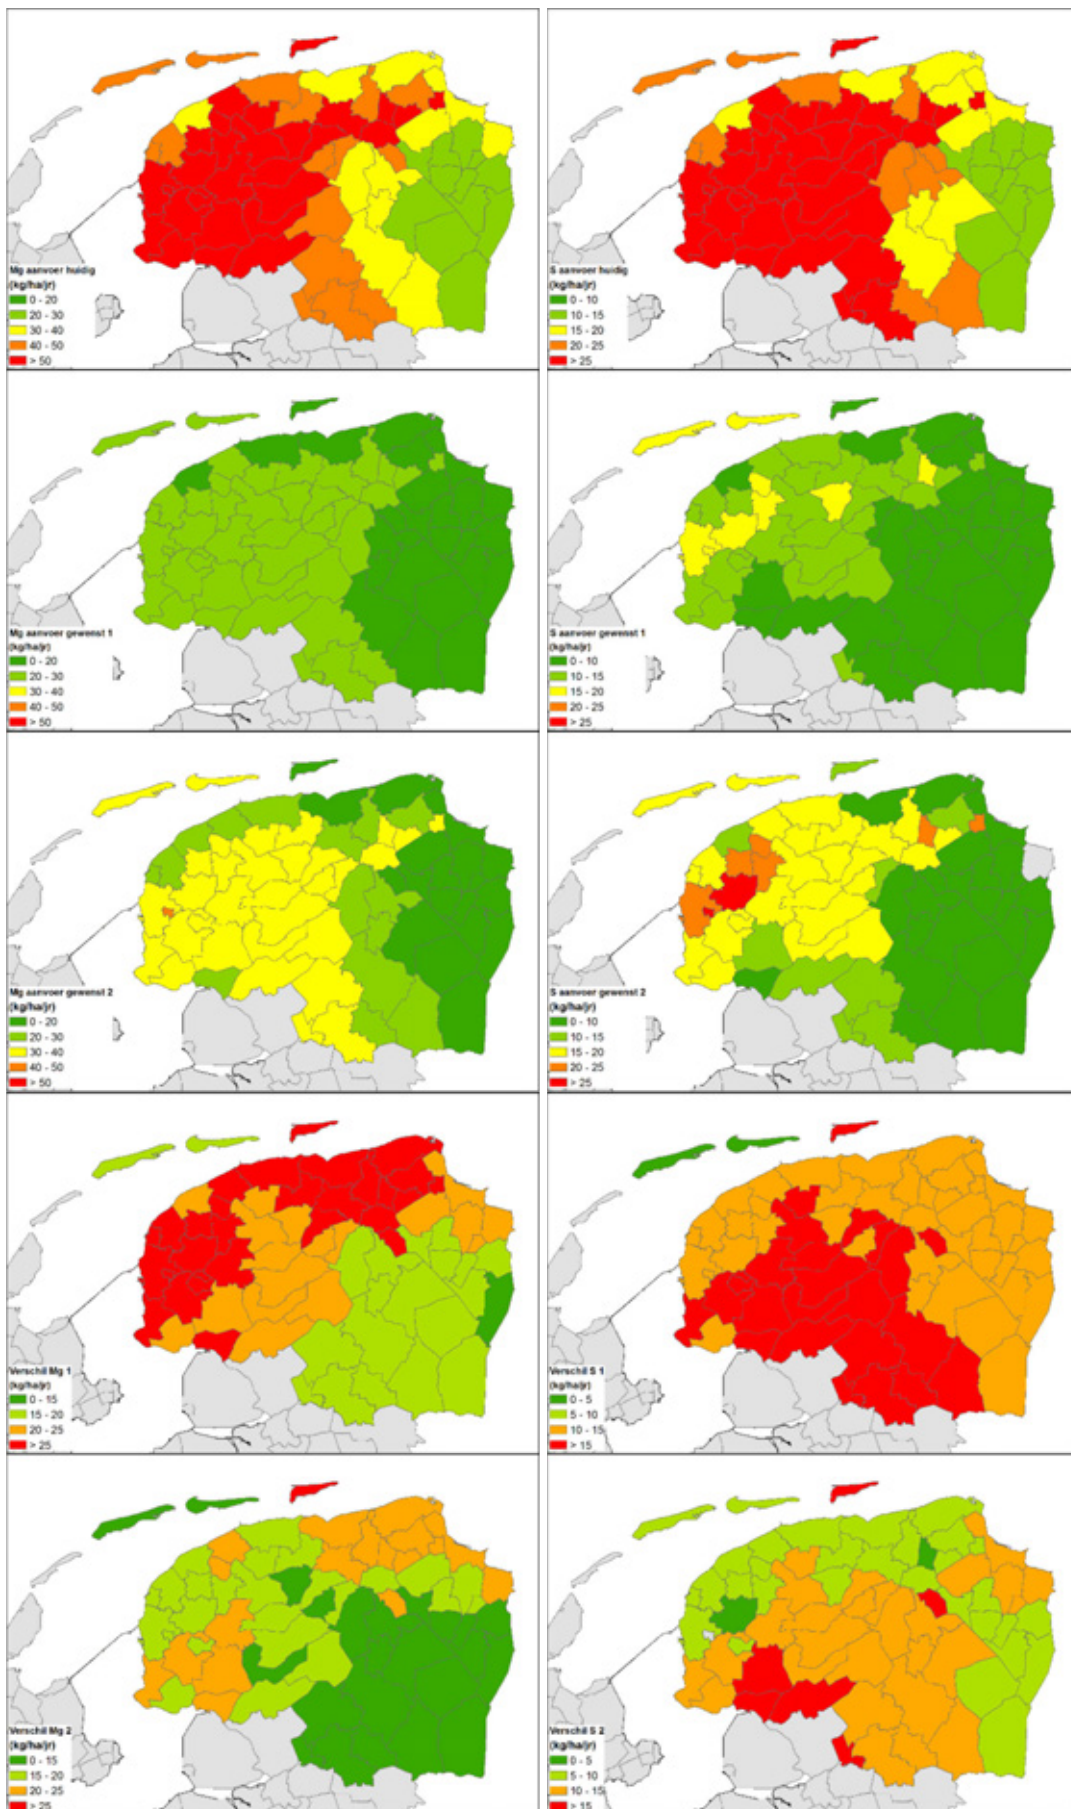 Mg aanvoer huidig
(kg/ha/jr)
0 - 20
20 - 30
30 - 40
40 - 50
> 50
S aanvoer huidig
(kg/ha/jr)
0 - 10
10 - 15
15 - 20
20 - 25
> 25
Mg aanvoer gewenst 1
(kg/ha/jr)
0 - 20
20 - 30
30 - 40
40 - 50
> 50
S aanvoer gewenst 1
(kg/ha/jr)
0 - 10
10 - 15
15 - 20
20 - 25
> 25
Mg aanvoer gewenst 2
(kg/ha/jr)
0 - 20
20 - 30
30 - 40
40 - 50
> 50
S aanvoer gewenst 2
(kg/ha/jr)
0 - 10
10 - 15
15 - 20
20 - 25
> 25
Verschil Mg 1
(kg/ha/jr)
0 - 15
15 - 20
20 - 25
> 25
Verschil S 1
(kg/ha/jr)
0 - 5
5 - 10
10 - 15
> 15
Verschil Mg 2
(kg/ha/jr)
0 - 15
15 - 20
20 - 25
> 25
Verschil S 2
(kg/ha/jr)
0 - 5
5 - 10
10 - 15
> 15